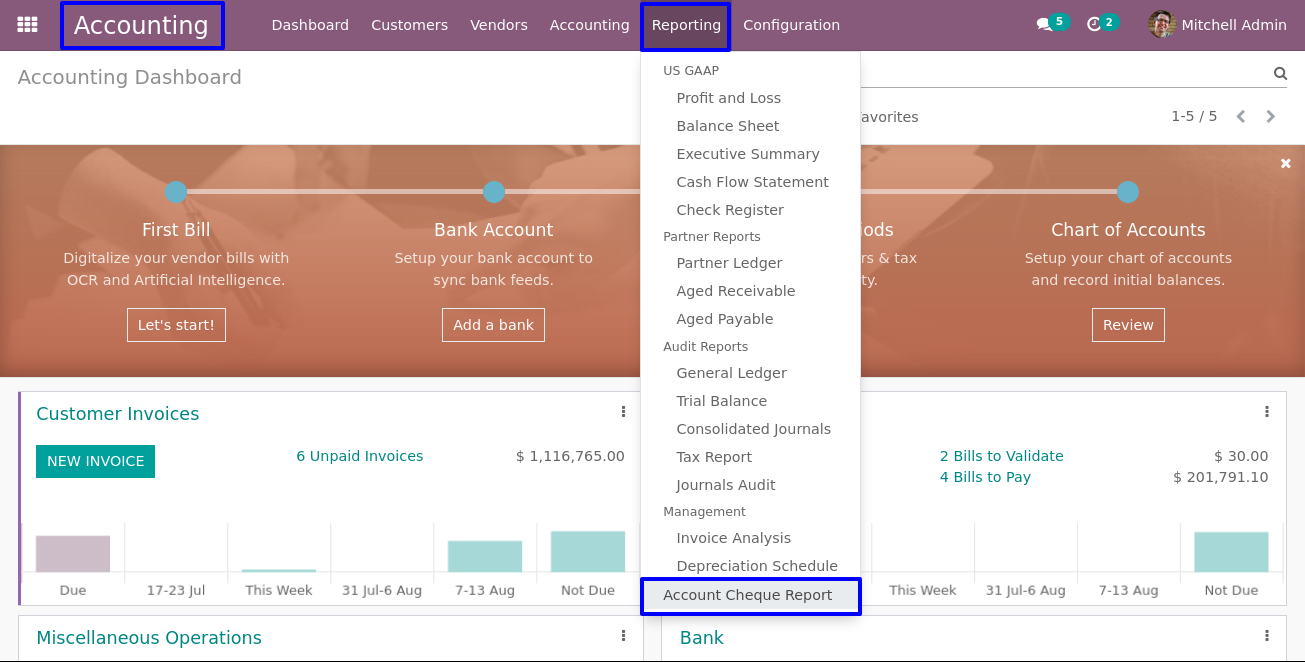 Accounting
Dashboard
Customers
Vendors
Accounting
Reporting
Configuration
5
2
Mitchell Admin
Accounting Dashboard
avorites
1-5 / 5
US GAAP
Profit and Loss
Balance Sheet
Executive Summary
Cash Flow Statement
Check Register
Partner Reports
Partner Ledger
Aged Receivable
Aged Payable
Audit Reports
General Ledger
Trial Balance
Consolidated Journals
Tax Report
Journals Audit
Management
Invoice Analysis
Depreciation Schedule
Account Cheque Report
First Bill
Digitalize your vendor bills with
OCR and Artificial Intelligence.
Let's start!
Bank Account
Setup your bank account to
sync bank feeds.
Add a bank
iods
rs & tax
ty.
Chart of Accounts
Setup your chart of accounts
and record initial balances.
Review
Customer Invoices
NEW INVOICE
6 Unpaid Invoices
$ 1,116,765.00
Due
17-23 Jul
This Week
31 Jul-6 Aug
7-13 Aug
Not Due
2 Bills to Validate
$ 30.00
4 Bills to Pay
$ 201,791.10
This Week
31 Jul-6 Aug
7-13 Aug
Not Due
Miscellaneous Operations
Bank